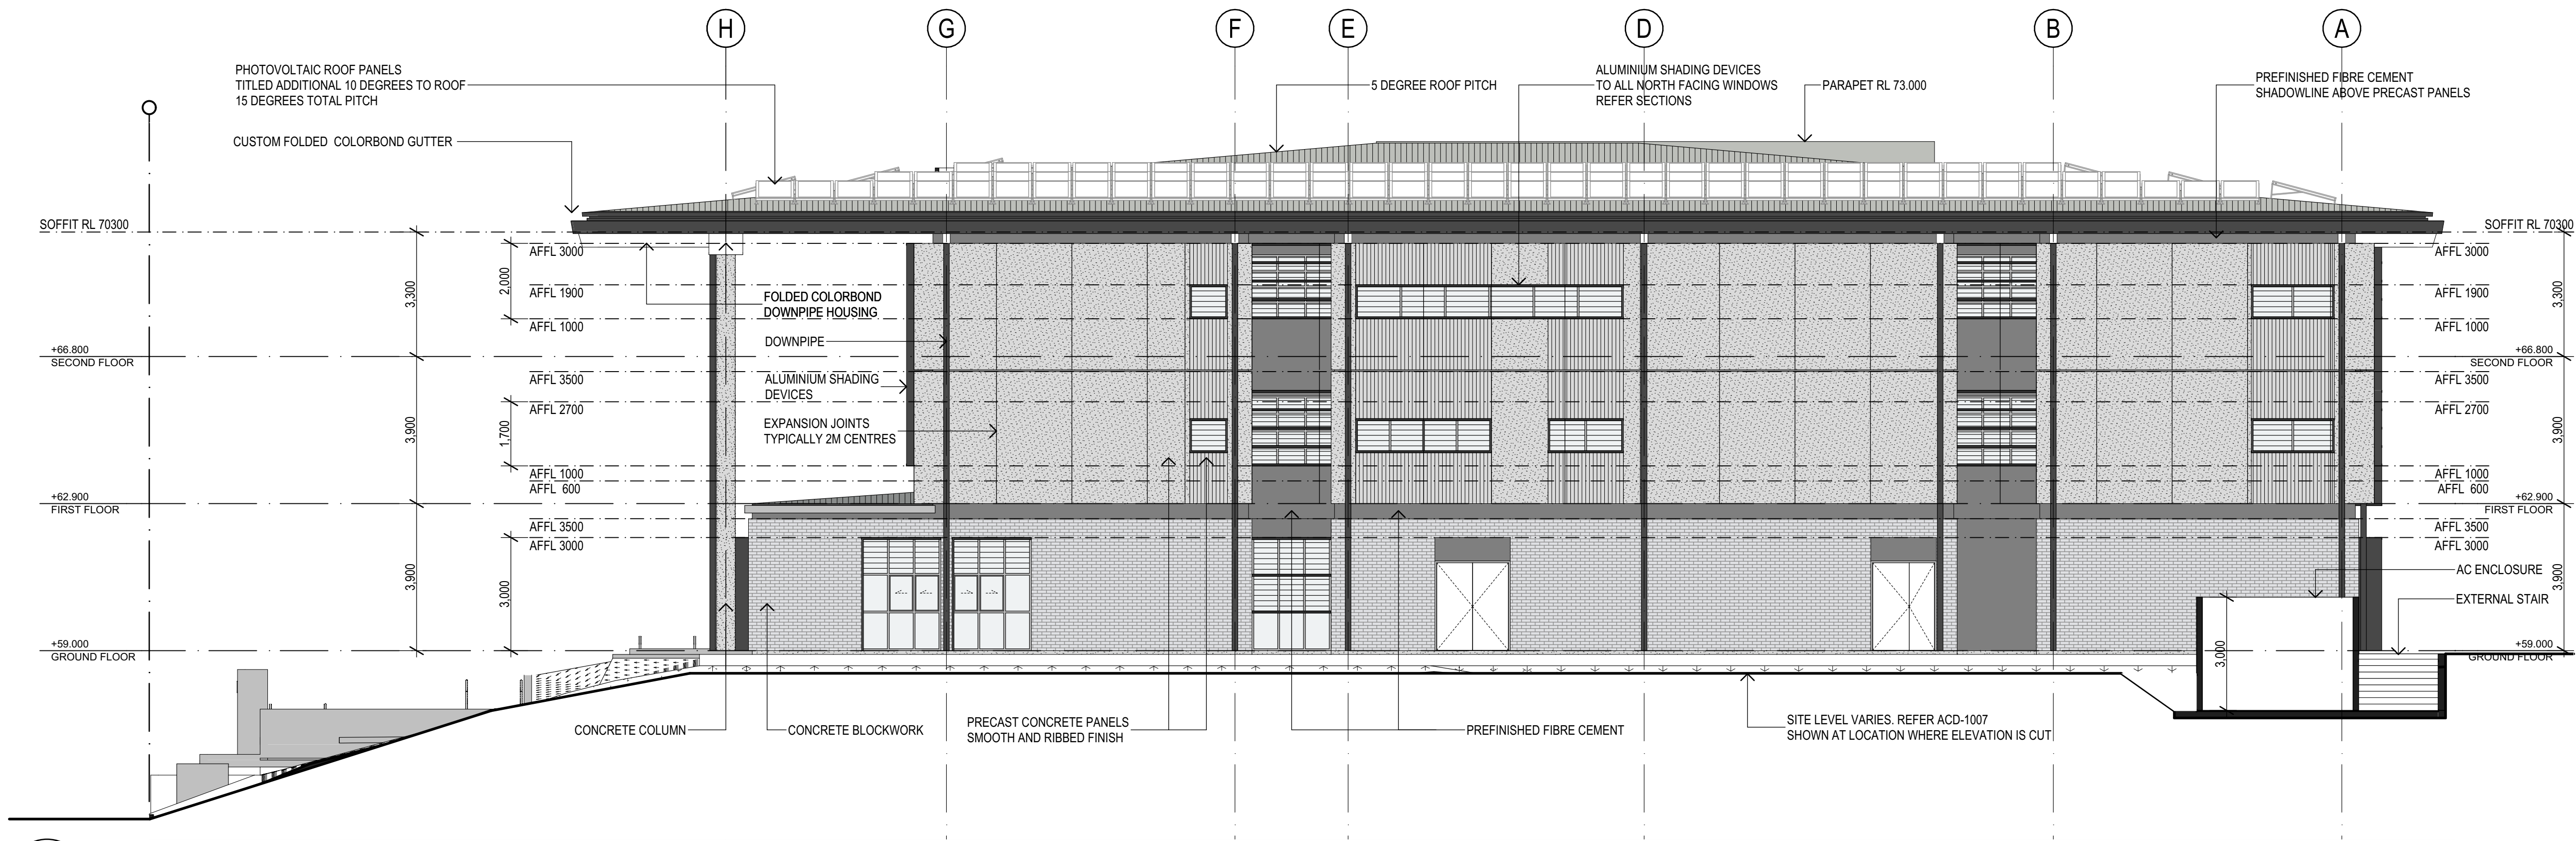 H
G
F
E
D
B
A
PHOTOVOLTAIC ROOF PANELS
TITLED ADDITIONAL 10 DEGREES TO ROOF
15 DEGREES TOTAL PITCH
5 DEGREE ROOF PITCH
ALUMINIUM SHADING DEVICES
TO ALL NORTH FACING WINDOWS
REFER SECTIONS
PARAPET RL 73.000
PREFINISHED FIBRE CEMENT
SHADOWLINE ABOVE PRECAST PANELS
CUSTOM FOLDED COLORBOND GUTTER
SOFFIT RL 70300
SOFFIT RL 70300
AFFL 3000
AFFL 3000
3,300
2,000
AFFL 1900
AFFL 1900
3,300
FOLDED COLORBOND
DOWNPIPE HOUSING
AFFL 1000
AFFL 1000
DOWNPIPE
+66.800
SECOND FLOOR
+66.800
SECOND FLOOR
AFFL 3500
AFFL 3500
ALUMINIUM SHADING
DEVICES
AFFL 2700
AFFL 2700
3,900
1,700
3,900
EXPANSION JOINTS
TYPICALLY 2M CENTRES
AFFL 1000
AFFL 1000
AFFL 600
AFFL 600
+62.900
FIRST FLOOR
+62.900
FIRST FLOOR
AFFL 3500
AFFL 3500
AFFL 3000
AFFL 3000
3,900
3,000
3,900
AC ENCLOSURE
EXTERNAL STAIR
+59.000
GROUND FLOOR
+59.000
GROUND FLOOR
3,000
CONCRETE COLUMN
CONCRETE BLOCKWORK
PRECAST CONCRETE PANELS
SMOOTH AND RIBBED FINISH
PREFINISHED FIBRE CEMENT
SITE LEVEL VARIES. REFER ACD-1007
SHOWN AT LOCATION WHERE ELEVATION IS CUT